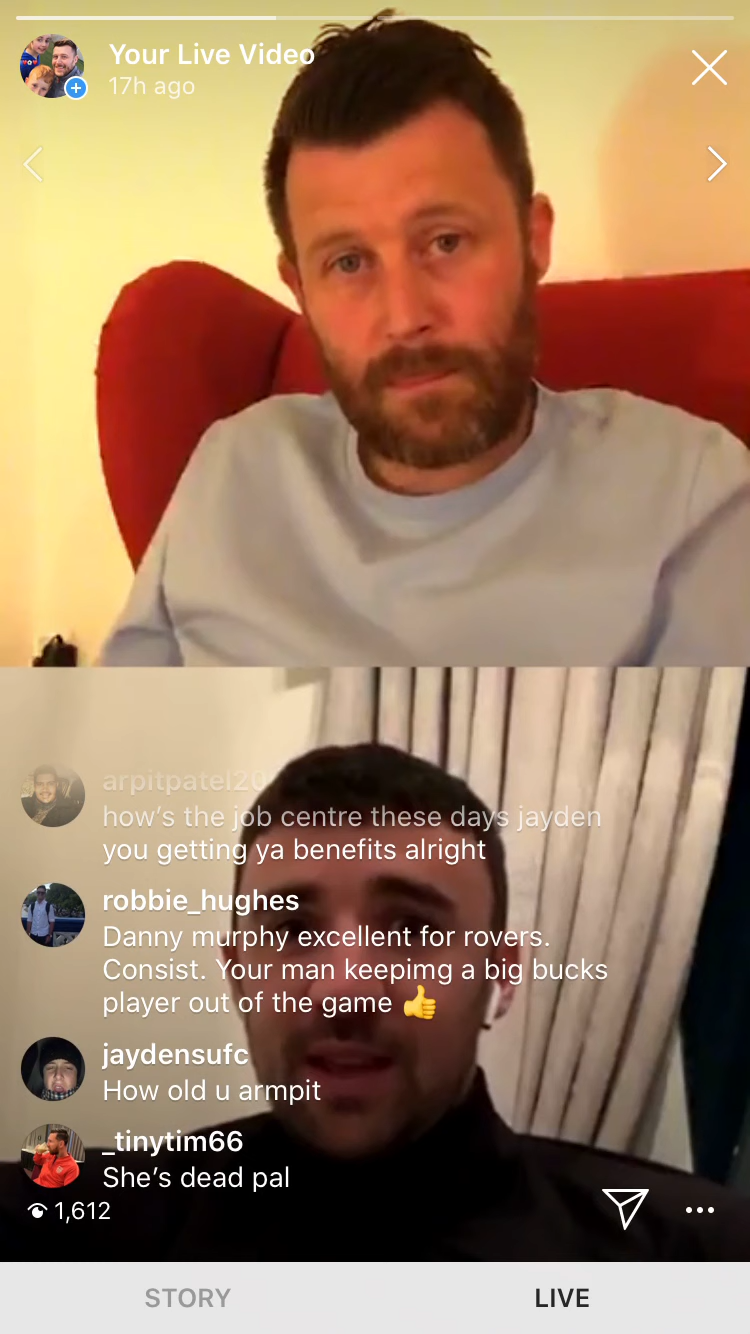 Your Live Video
17h ago
arpitpatel20
how's the job centre these days jayden
you getting ya benefits alright
robbie_hughes
Danny murphy excellent for rovers.
Consist. Your man keepimg a big bucks
player out of the game 👍
jaydensufc
How old u armpit
_tinytim66
She's dead pal
1,612
STORY
LIVE